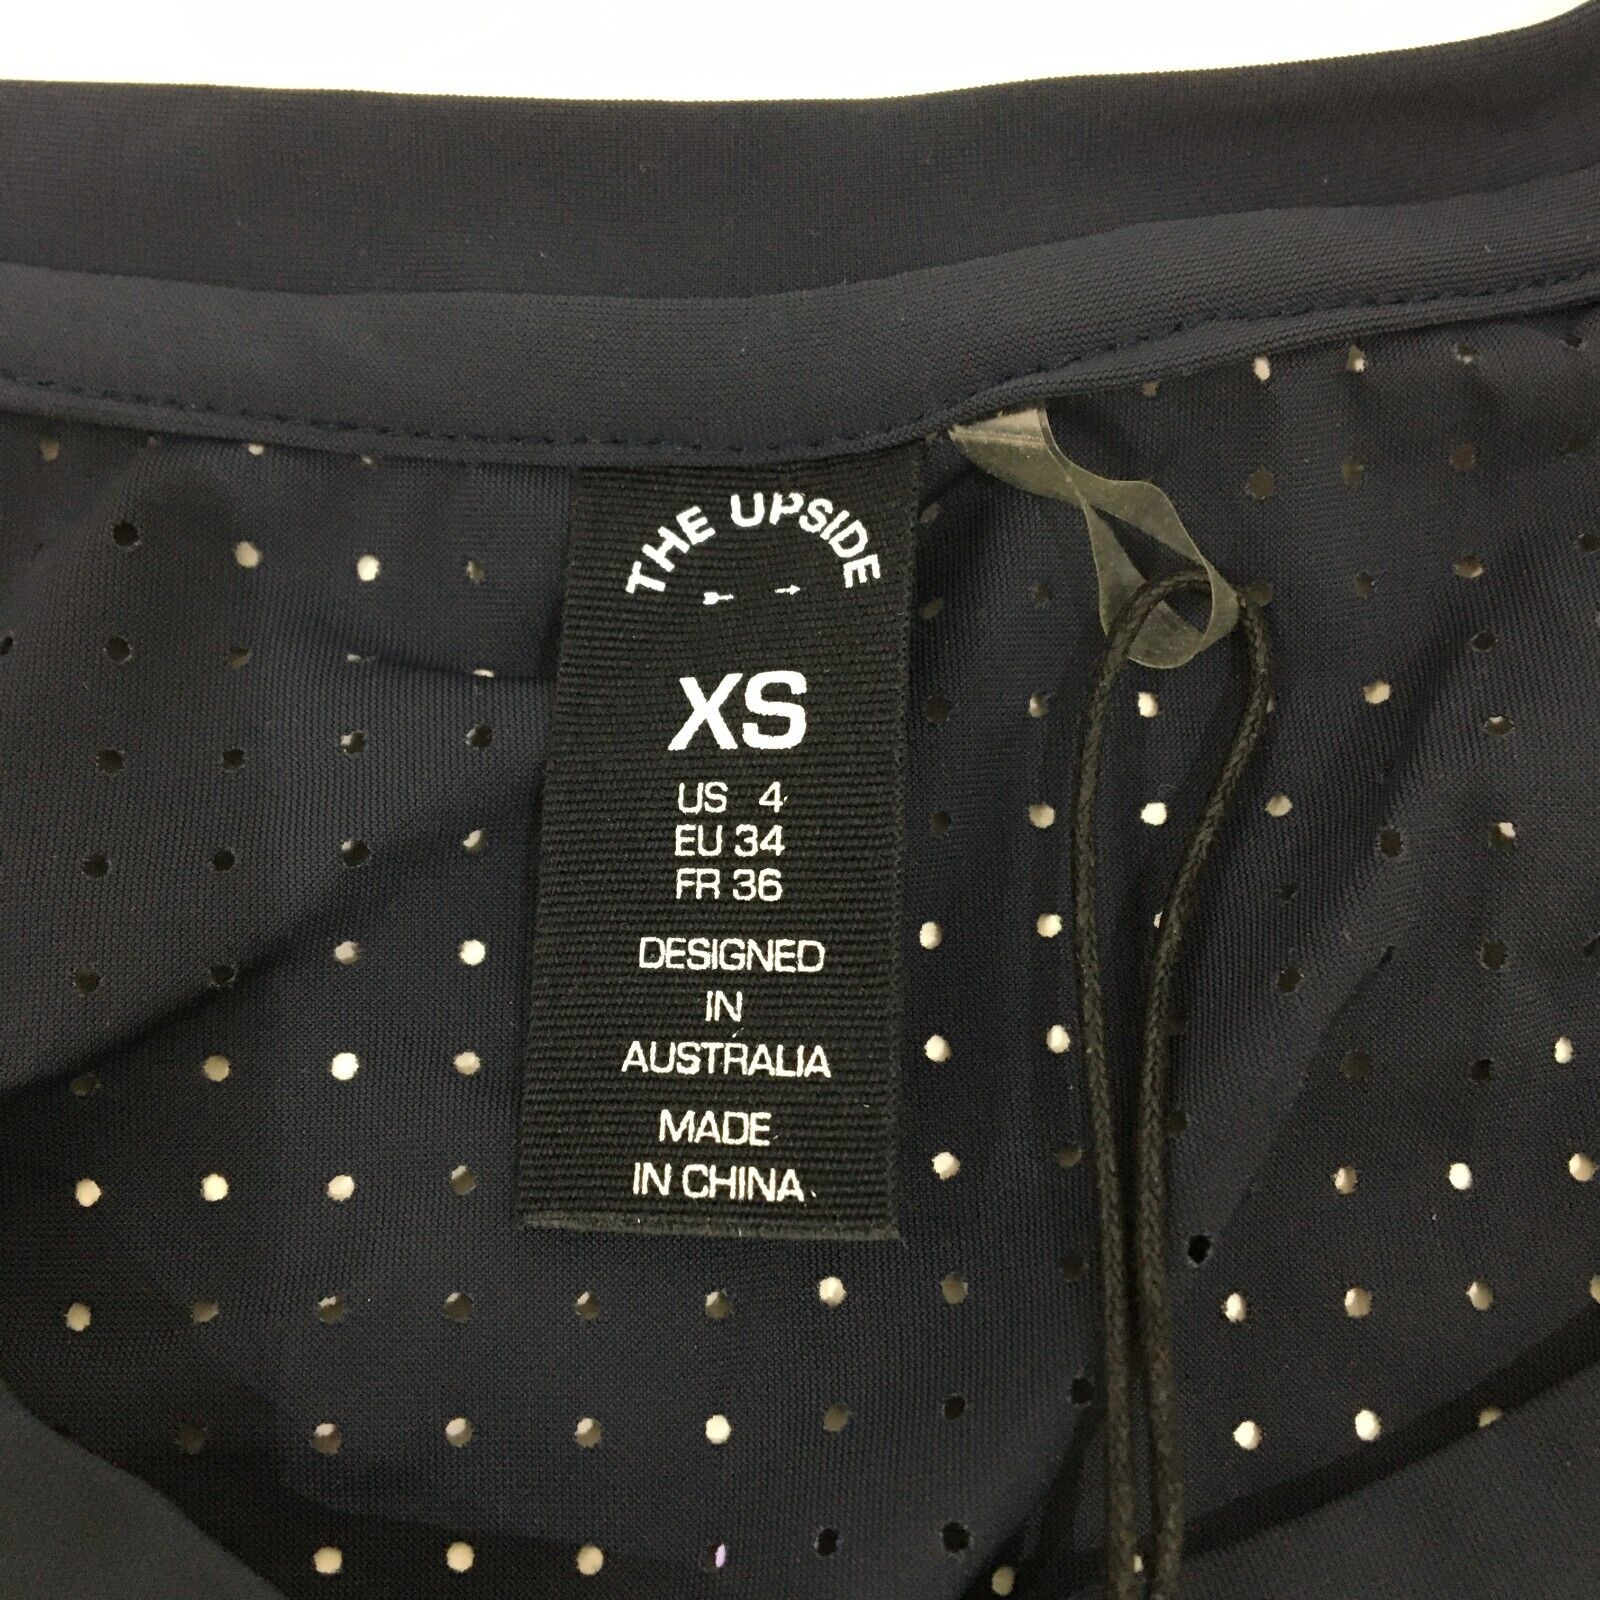 THE UPSIDE
XS
US 4
EU 34
FR 36
DESIGNED
IN
AUSTRALIA
MADE
IN CHINA